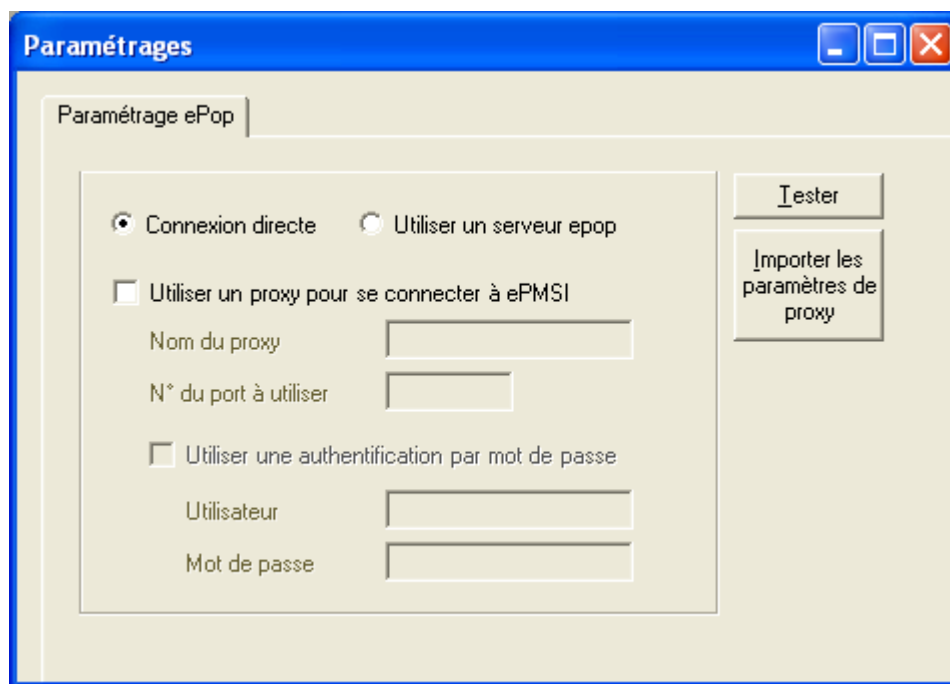 Paramétrages
Paramétrage ePop
Connexion directe
Utiliser un serveur epop
Tester
Importer les
paramètres de
proxy
Utiliser un proxy pour se connecter à ePMSI
Nom du proxy
N° du port à utiliser
Utiliser une authentification par mot de passe
Utilisateur
Mot de passe